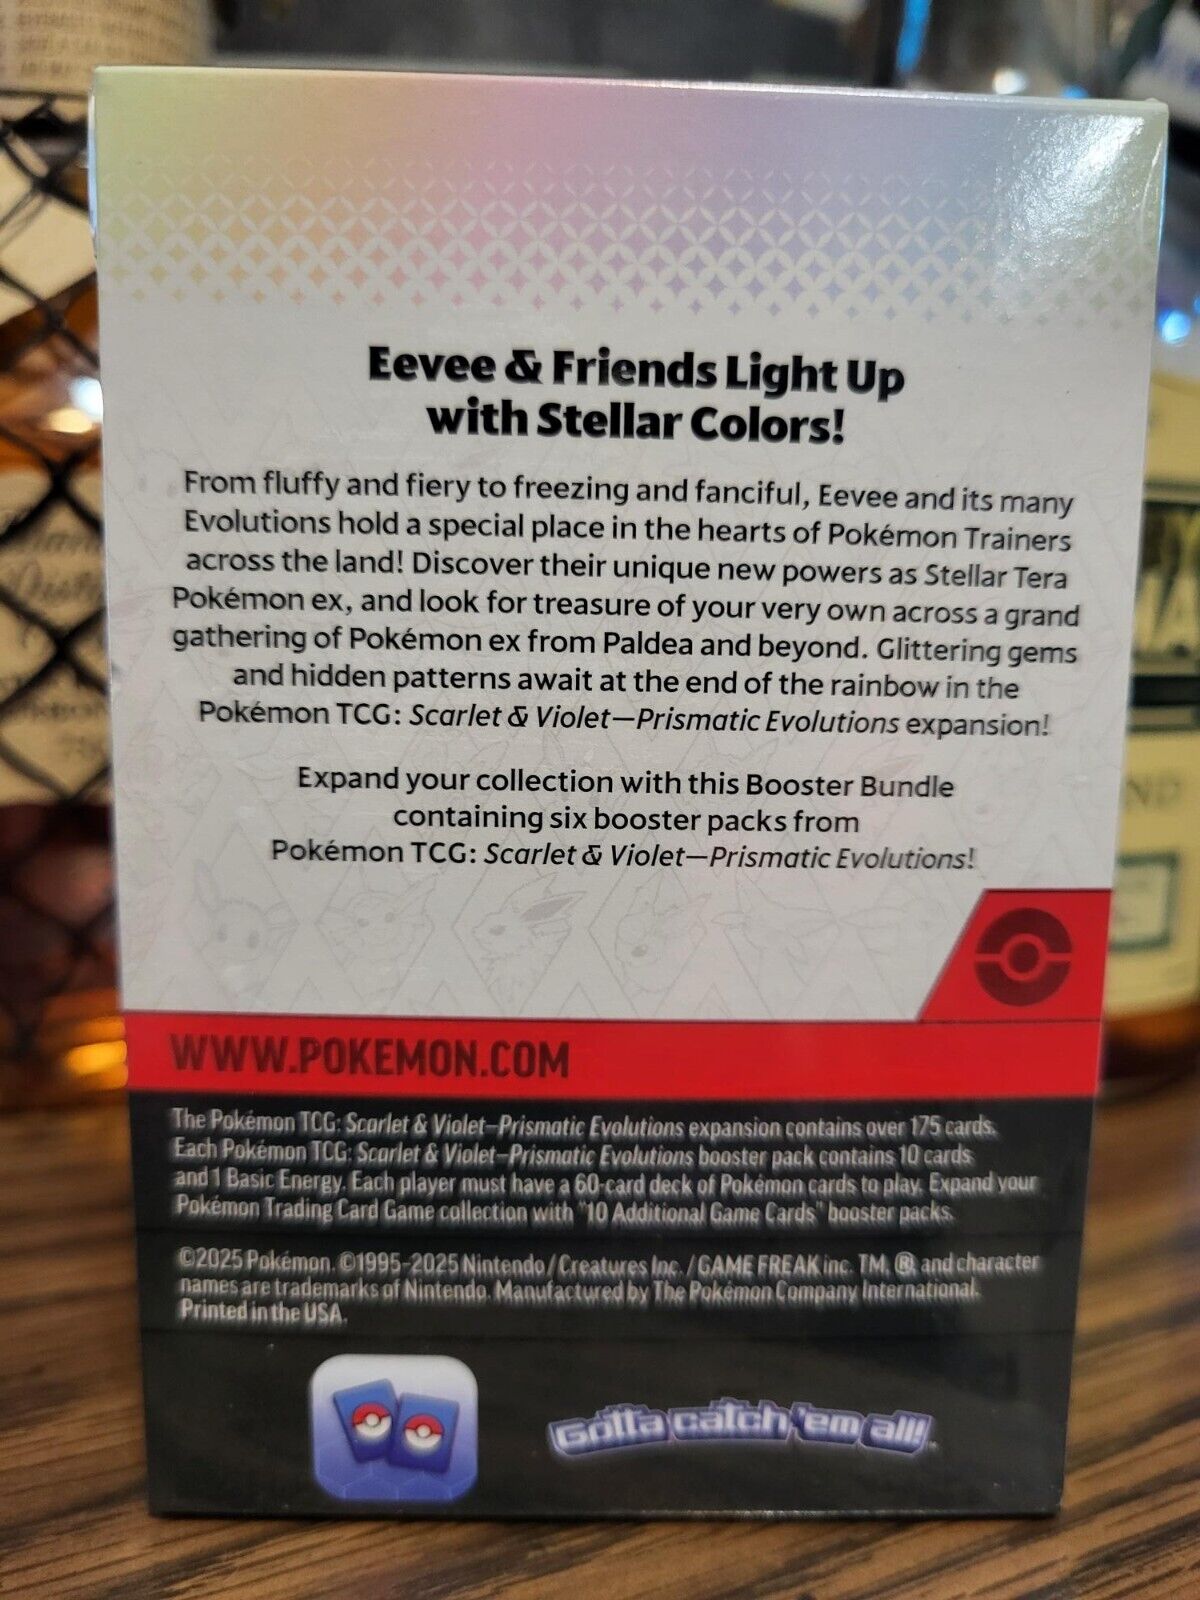 Eevee & Friends Light Up
with Stellar Colors!
From fluffy and fiery to freezing and fanciful, Eevee and its many
Evolutions hold a special place in the hearts of Pokémon Trainers
across the land! Discover their unique new powers as Stellar Tera
Pokémon ex, and look for treasure of your very own across a grand
gathering of Pokémon ex from Paldea and beyond. Glittering gems
and hidden patterns await at the end of the rainbow in the
Pokémon TCG: Scarlet & Violet—Prismatic Evolutions expansion!
Expand your collection with this Booster Bundle
containing six booster packs from
Pokémon TCG: Scarlet & Violet—Prismatic Evolutions!
WWW.POKEMON.COM
The Pokémon TCG: Scarlet & Violet—Prismatic Evolutions expansion contains over 175 cards.
Each Pokémon TCG: Scarlet & Violet—Prismatic Evolutions booster pack contains 10 cards
and 1 Basic Energy. Each player must have a 60-card deck of Pokémon cards to play. Expand your
Pokémon Trading Card Game collection with "10 Additional Game Cards" booster packs.
©2025 Pokémon. ©1995–2025 Nintendo/Creatures Inc./GAME FREAK inc. TM, ® and character
names are trademarks of Nintendo. Manufactured by The Pokémon Company International.
Printed in the USA.
Gotta catch 'em all!
ND